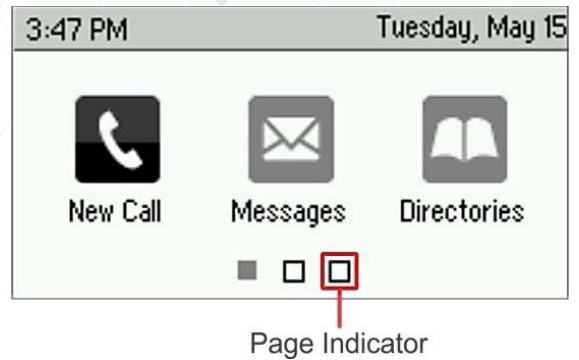 3:47 PM Tuesday, May 15
New Call Messages Directories
Page Indicator